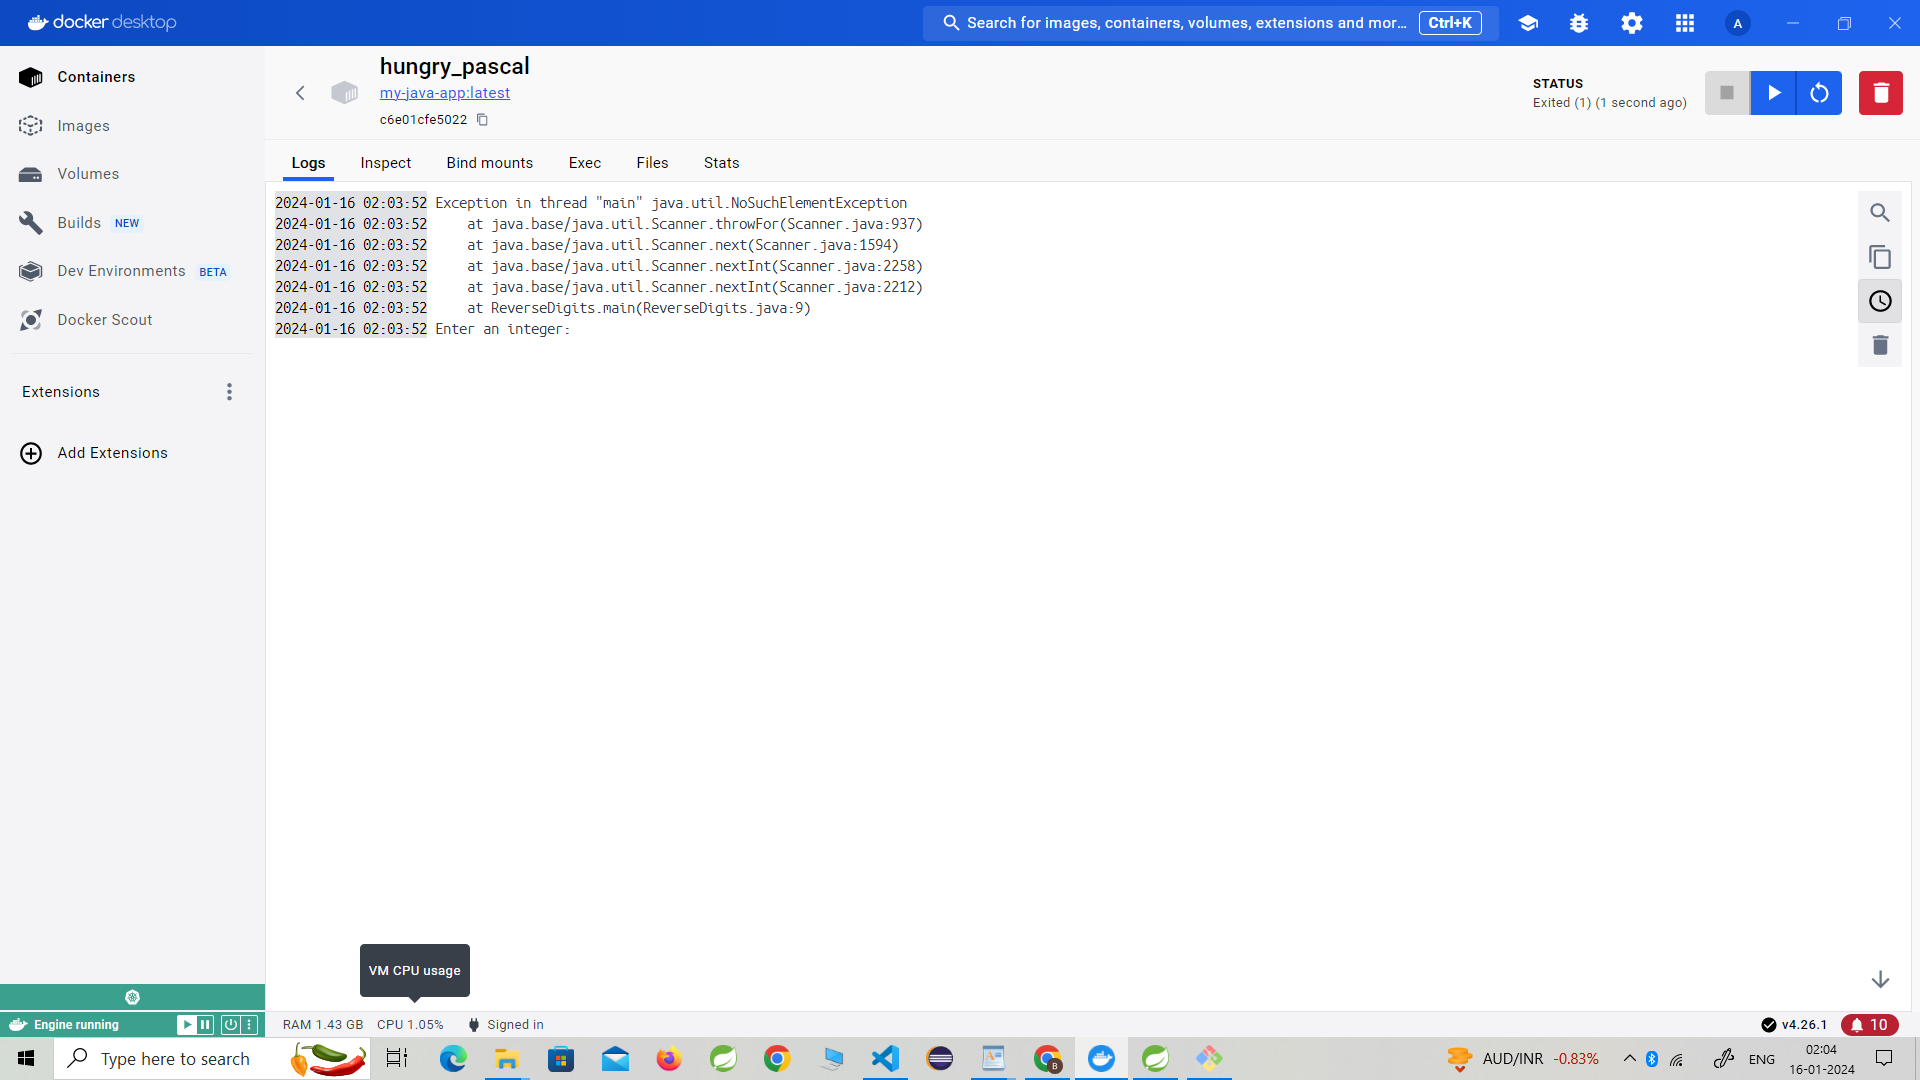 docker desktop
Search for images, containers, volumes, extensions and mor... Ctrl+K
A
Containers
Images
Volumes
Builds NEW
Dev Environments BETA
Docker Scout
Extensions
Add Extensions
hungry_pascal
my-java-app:latest
c6e01cfe5022
STATUS
Exited (1) (1 second ago)
Logs Inspect Bind mounts Exec Files Stats
2024-01-16 02:03:52 Exception in thread "main" java.util.NoSuchElementException
2024-01-16 02:03:52     at java.base/java.util.Scanner.throwFor(Scanner.java:937)
2024-01-16 02:03:52     at java.base/java.util.Scanner.next(Scanner.java:1594)
2024-01-16 02:03:52     at java.base/java.util.Scanner.nextInt(Scanner.java:2258)
2024-01-16 02:03:52     at java.base/java.util.Scanner.nextInt(Scanner.java:2212)
2024-01-16 02:03:52     at ReverseDigits.main(ReverseDigits.java:9)
2024-01-16 02:03:52 Enter an integer:
VM CPU usage
Engine running
RAM 1.43 GB CPU 1.05% Signed in
v4.26.1 10
Type here to search
B
AUD/INR -0.83%
ENG
02:04
16-01-2024